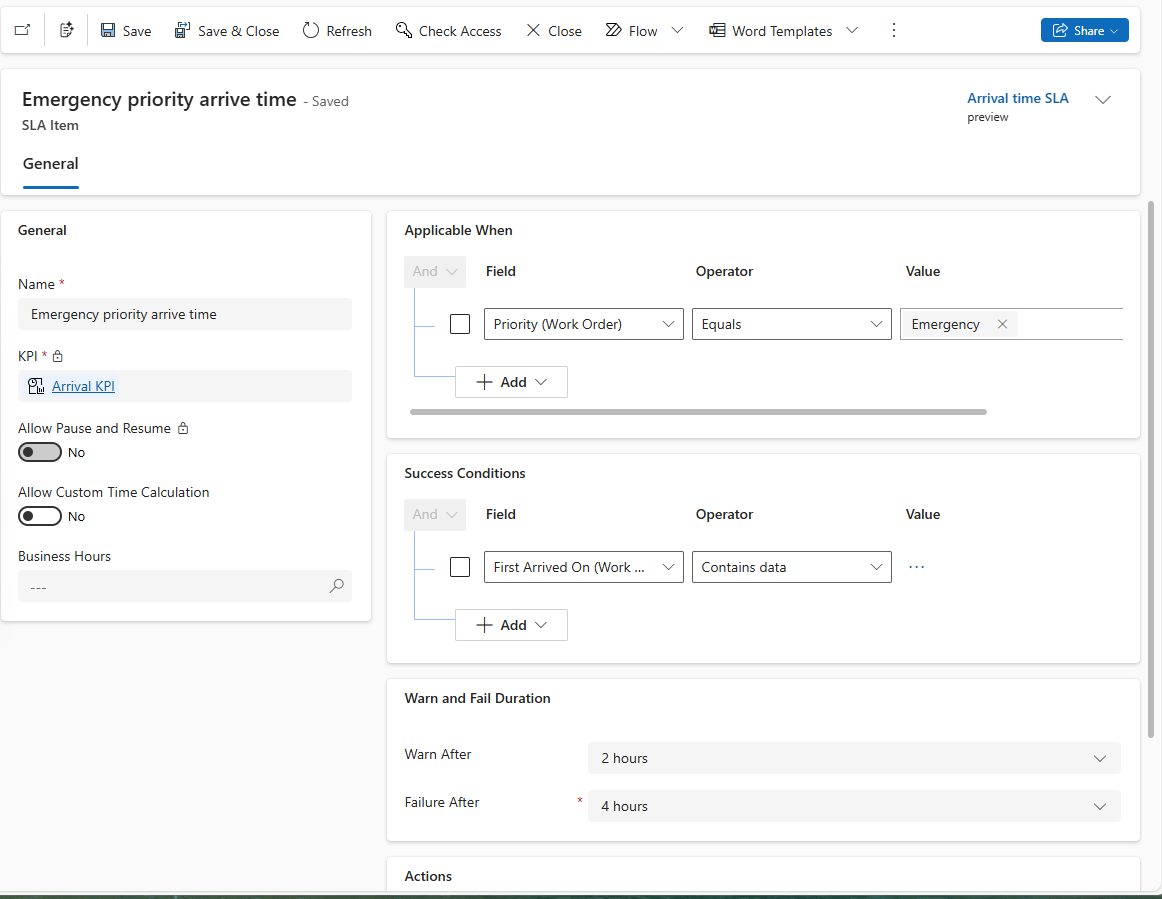 Save Save & Close Refresh Check Access Close Flow Word Templates Share
Emergency priority arrive time - Saved
SLA Item
Arrival time SLA
preview
General
General
Name *
Emergency priority arrive time
KPI *
Arrival KPI
Allow Pause and Resume
No
Allow Custom Time Calculation
No
Business Hours
---
Applicable When
And Field Operator Value
Priority (Work Order) Equals Emergency
Add
Success Conditions
And Field Operator Value
First Arrived On (Work ... Contains data ...
Add
Warn and Fail Duration
Warn After 2 hours
Failure After * 4 hours
Actions